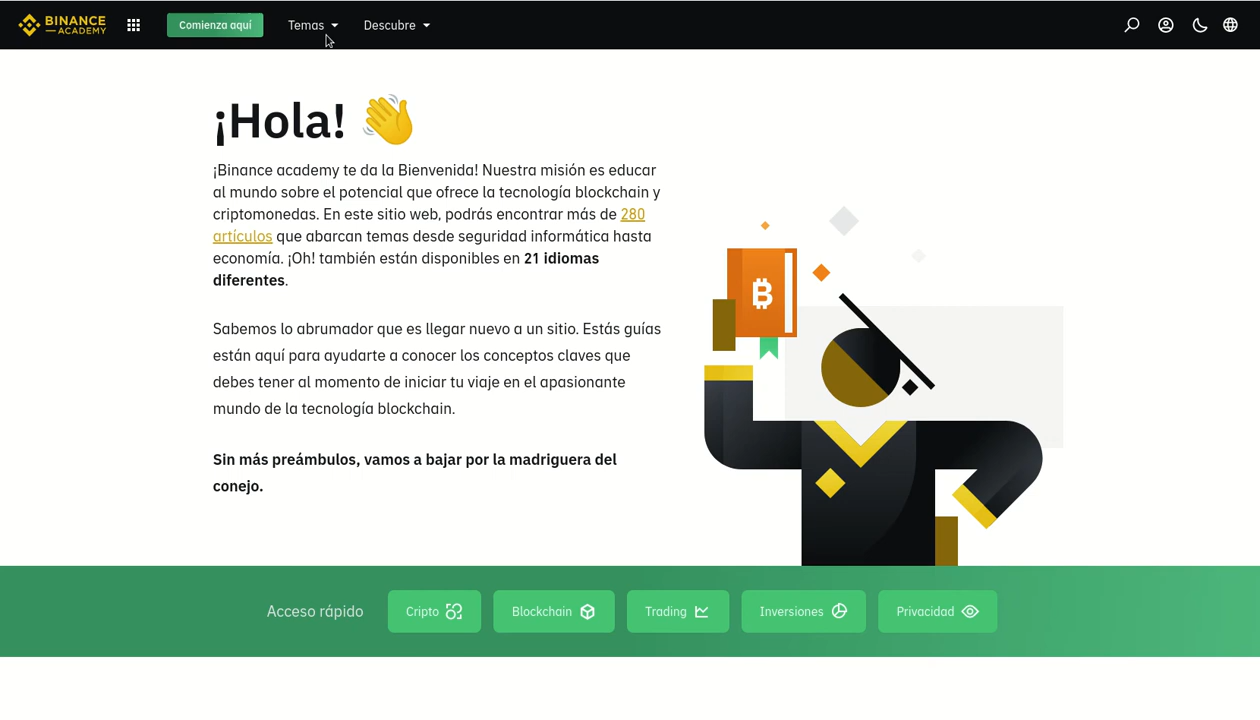 BINANCE
ACADEMY
Comienza aquí
Temas
Descubre
¡Hola! 👋
¡Binance academy te da la Bienvenida! Nuestra misión es educar
al mundo sobre el potencial que ofrece la tecnología blockchain y
criptomonedas. En este sitio web, podrás encontrar más de 280
artículos que abarcan temas desde seguridad informática hasta
economía. ¡Oh! también están disponibles en 21 idiomas
diferentes.
Sabemos lo abrumador que es llegar nuevo a un sitio. Estás guías
están aquí para ayudarte a conocer los conceptos claves que
debes tener al momento de iniciar tu viaje en el apasionante
mundo de la tecnología blockchain.
Sin más preámbulos, vamos a bajar por la madriguera del
conejo.
Acceso rápido
Cripto
Blockchain
Trading
Inversiones
Privacidad